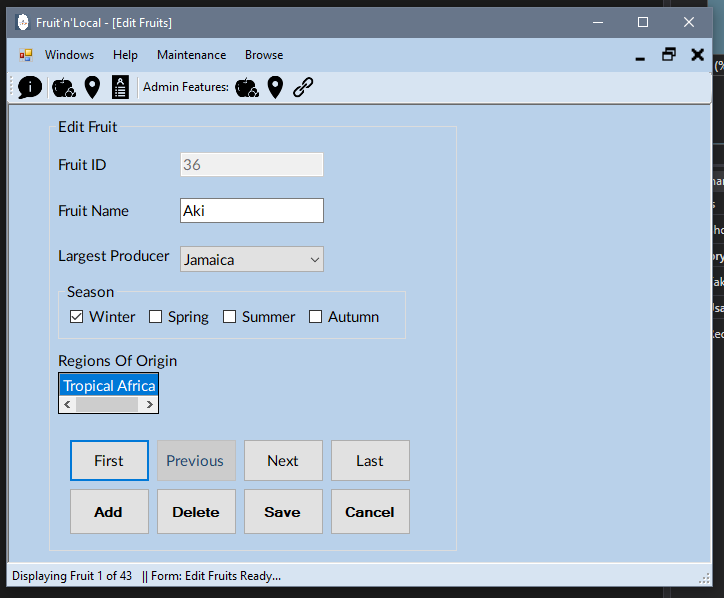 Fruit'n'Local - [Edit Fruits]
Windows Help Maintenance Browse
Admin Features:
Edit Fruit
Fruit ID 36
Fruit Name Aki
Largest Producer Jamaica
Season
Winter Spring Summer Autumn
Regions Of Origin
Tropical Africa
First Previous Next Last
Add Delete Save Cancel
Displaying Fruit 1 of 43 || Form: Edit Fruits Ready...